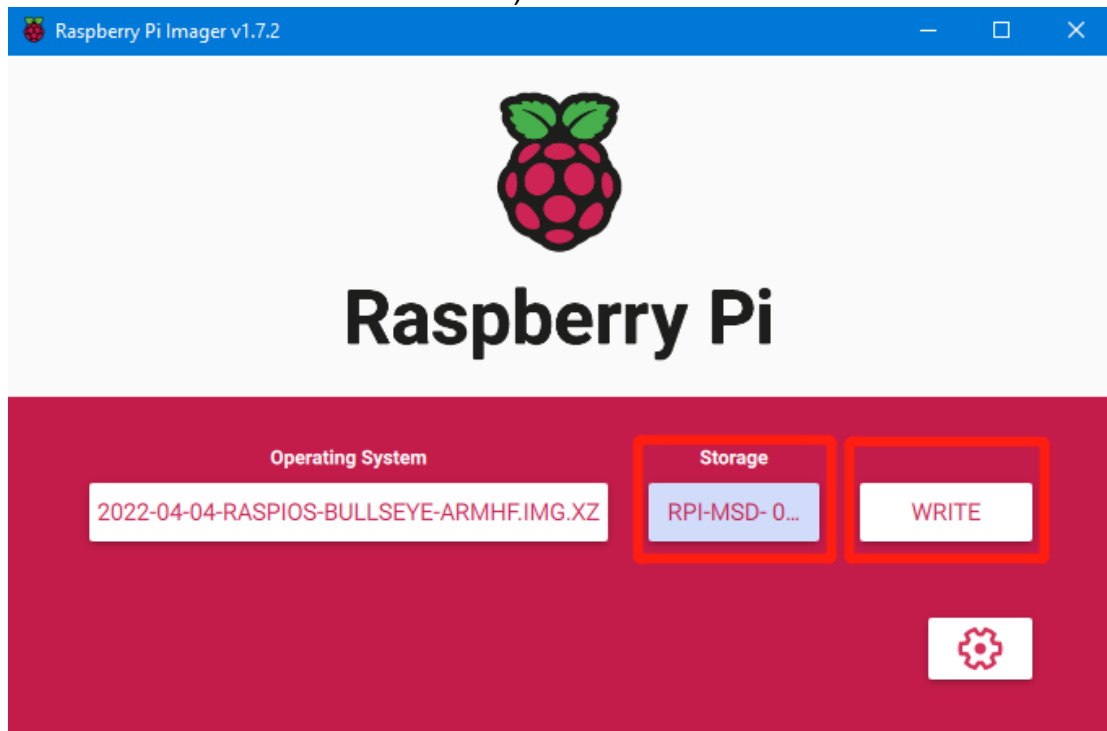 Raspberry Pi Imager v1.7.2
Raspberry Pi
Operating System
Storage
2022-04-04-RASPIOS-BULLSEYE-ARMHF.IMG.XZ
RPI-MSD- 0...
WRITE